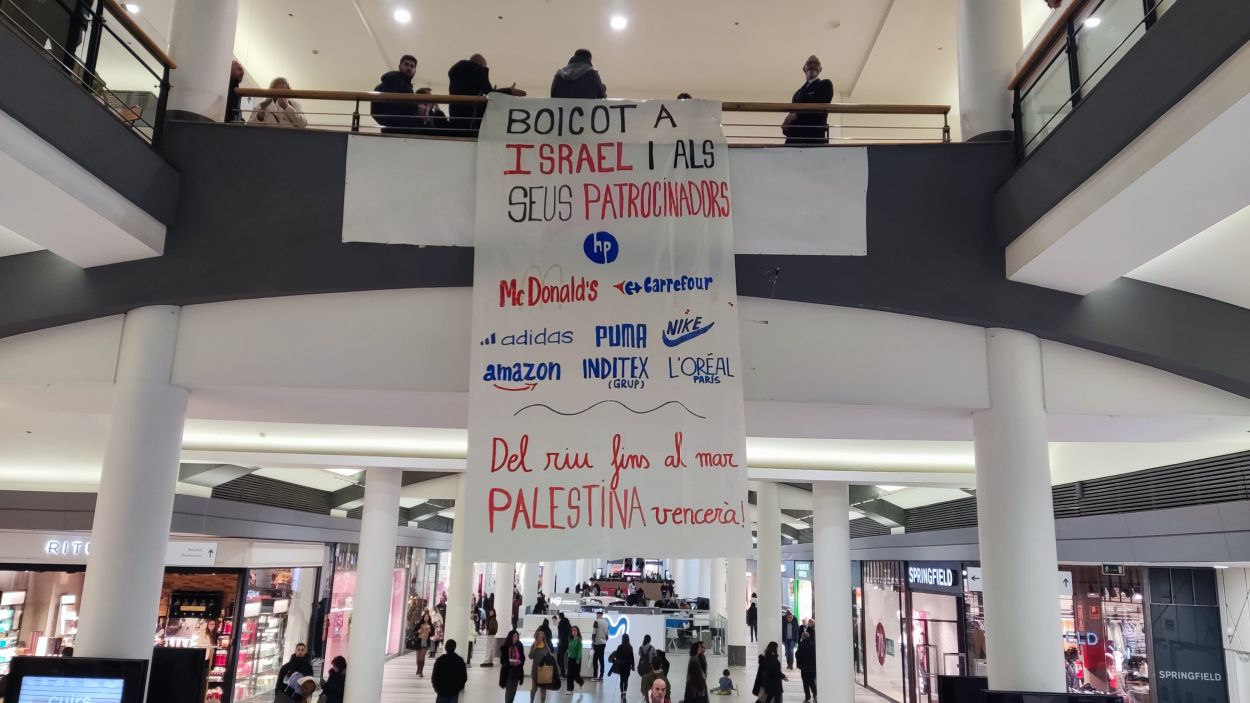 BOICOT A
ISRAEL I ALS
SEUS PATROCINADORS
hp
McDonald's Carrefour
adidas PUMA NIKE
amazon INDITEX L'ORÉAL
(GRUP) PARIS
Del riu fins al mar
PALESTINA vencerà!
RITU
SPRINGFIELD
SPRINGFIELD